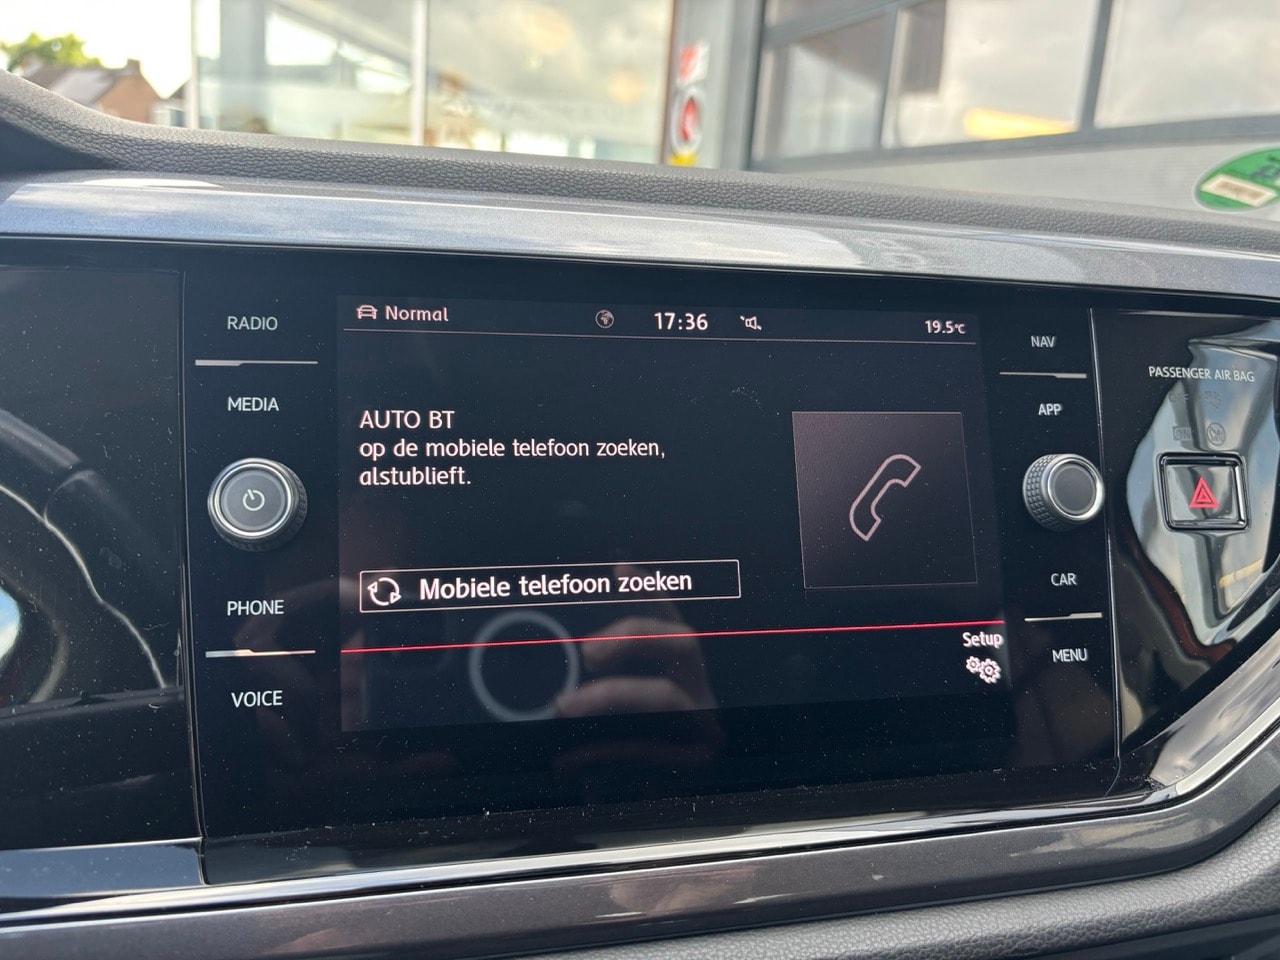 RADIO
MEDIA
PHONE
VOICE
Normal
17:36
19.5°C
AUTO BT
op de mobiele telefoon zoeken,
alstublieft.
Mobiele telefoon zoeken
Setup
NAV
APP
CAR
MENU
PASSENGER AIR BAG